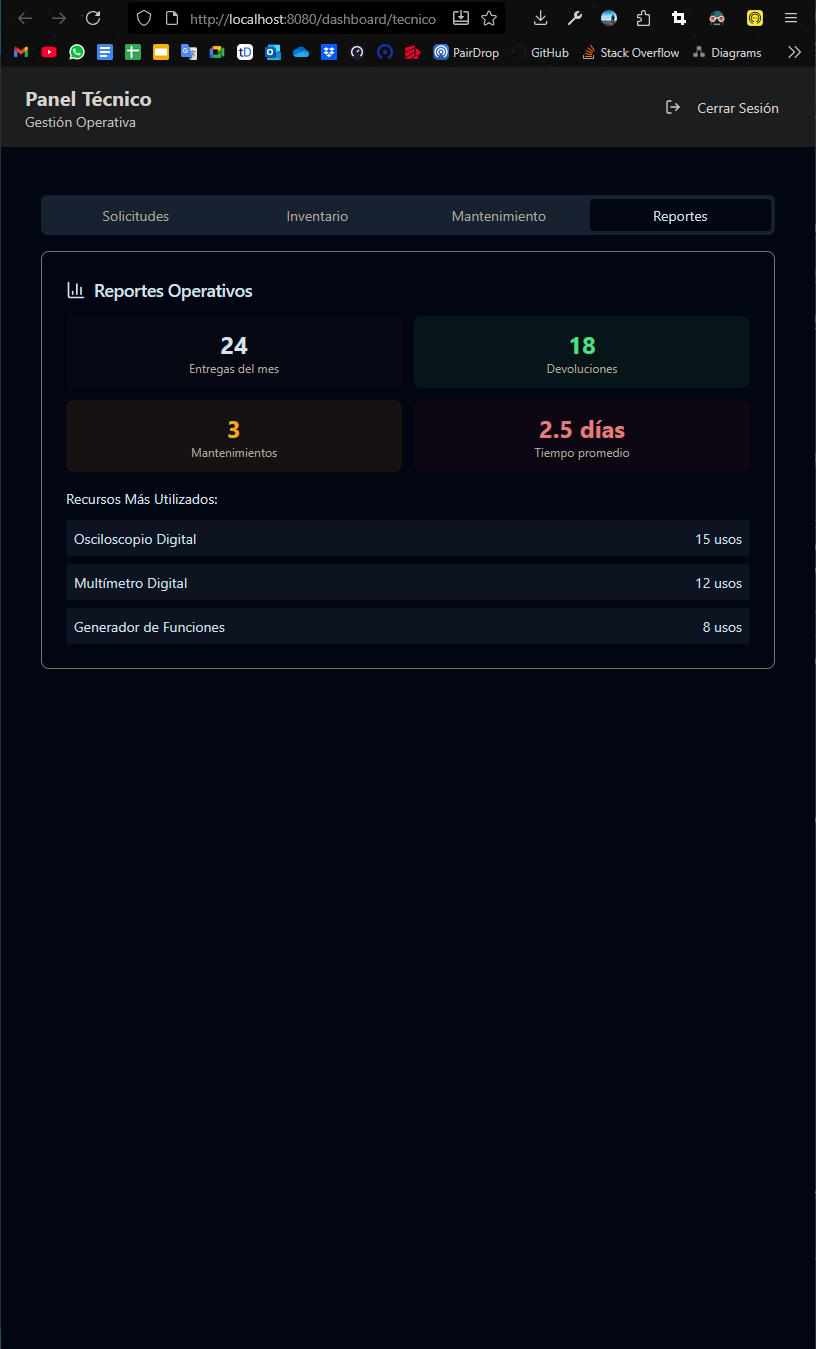 http://localhost:8080/dashboard/tecnico
tD PairDrop GitHub Stack Overflow Diagrams
Panel Técnico
Gestión Operativa
Cerrar Sesión
Solicitudes Inventario Mantenimiento Reportes
Reportes Operativos
24 18
Entregas del mes Devoluciones
3 2.5 días
Mantenimientos Tiempo promedio
Recursos Más Utilizados:
Osciloscopio Digital 15 usos
Multímetro Digital 12 usos
Generador de Funciones 8 usos